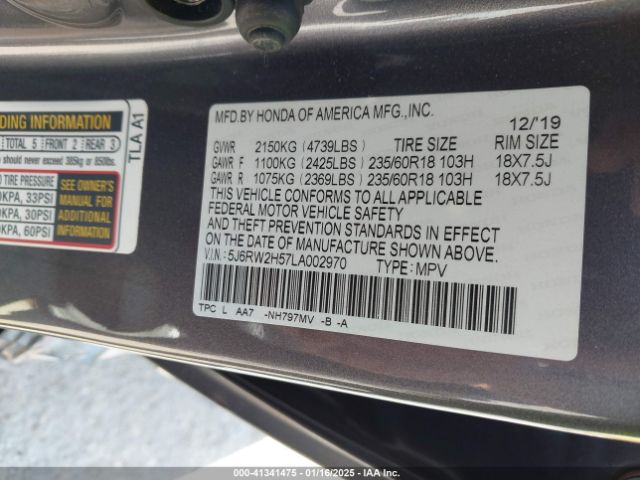 DING INFORMATION
TOTAL 5 FRONT 2 REAR 3
should never exceed 385kg or 850lbs.
TIRE PRESSURE
KPA, 33PSI
KPA, 30PSI
KPA, 60PSI
SEE OWNER'S
MANUAL FOR
ADDITIONAL
INFORMATION
TLA A1
MFD.BY HONDA OF AMERICA MFG.,INC.
12/'19
GVWR 2150KG (4739LBS) TIRE SIZE RIM SIZE
GAWR F 1100KG (2425LBS) 235/60R18 103H 18X7.5J
GAWR R 1075KG (2369LBS) 235/60R18 103H 18X7.5J
THIS VEHICLE CONFORMS TO ALL APPLICABLE
FEDERAL MOTOR VEHICLE SAFETY
AND THEFT PREVENTION STANDARDS IN EFFECT
ON THE DATE OF MANUFACTURE SHOWN ABOVE.
V.I.N.: 5J6RW2H57LA002970 TYPE: MPV
TPC L AA7 -NH797MV -B -A
000-41341475 — 01/16/2025 — IAA Inc.